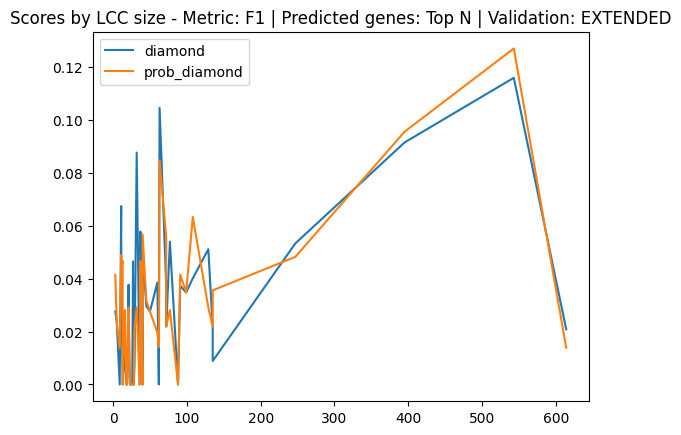 Scores by LCC size - Metric: F1 | Predicted genes: Top N | Validation: EXTENDED
diamond
prob_diamond
0.12
0.10
0.08
0.06
0.04
0.02
0.00
0 100 200 300 400 500 600